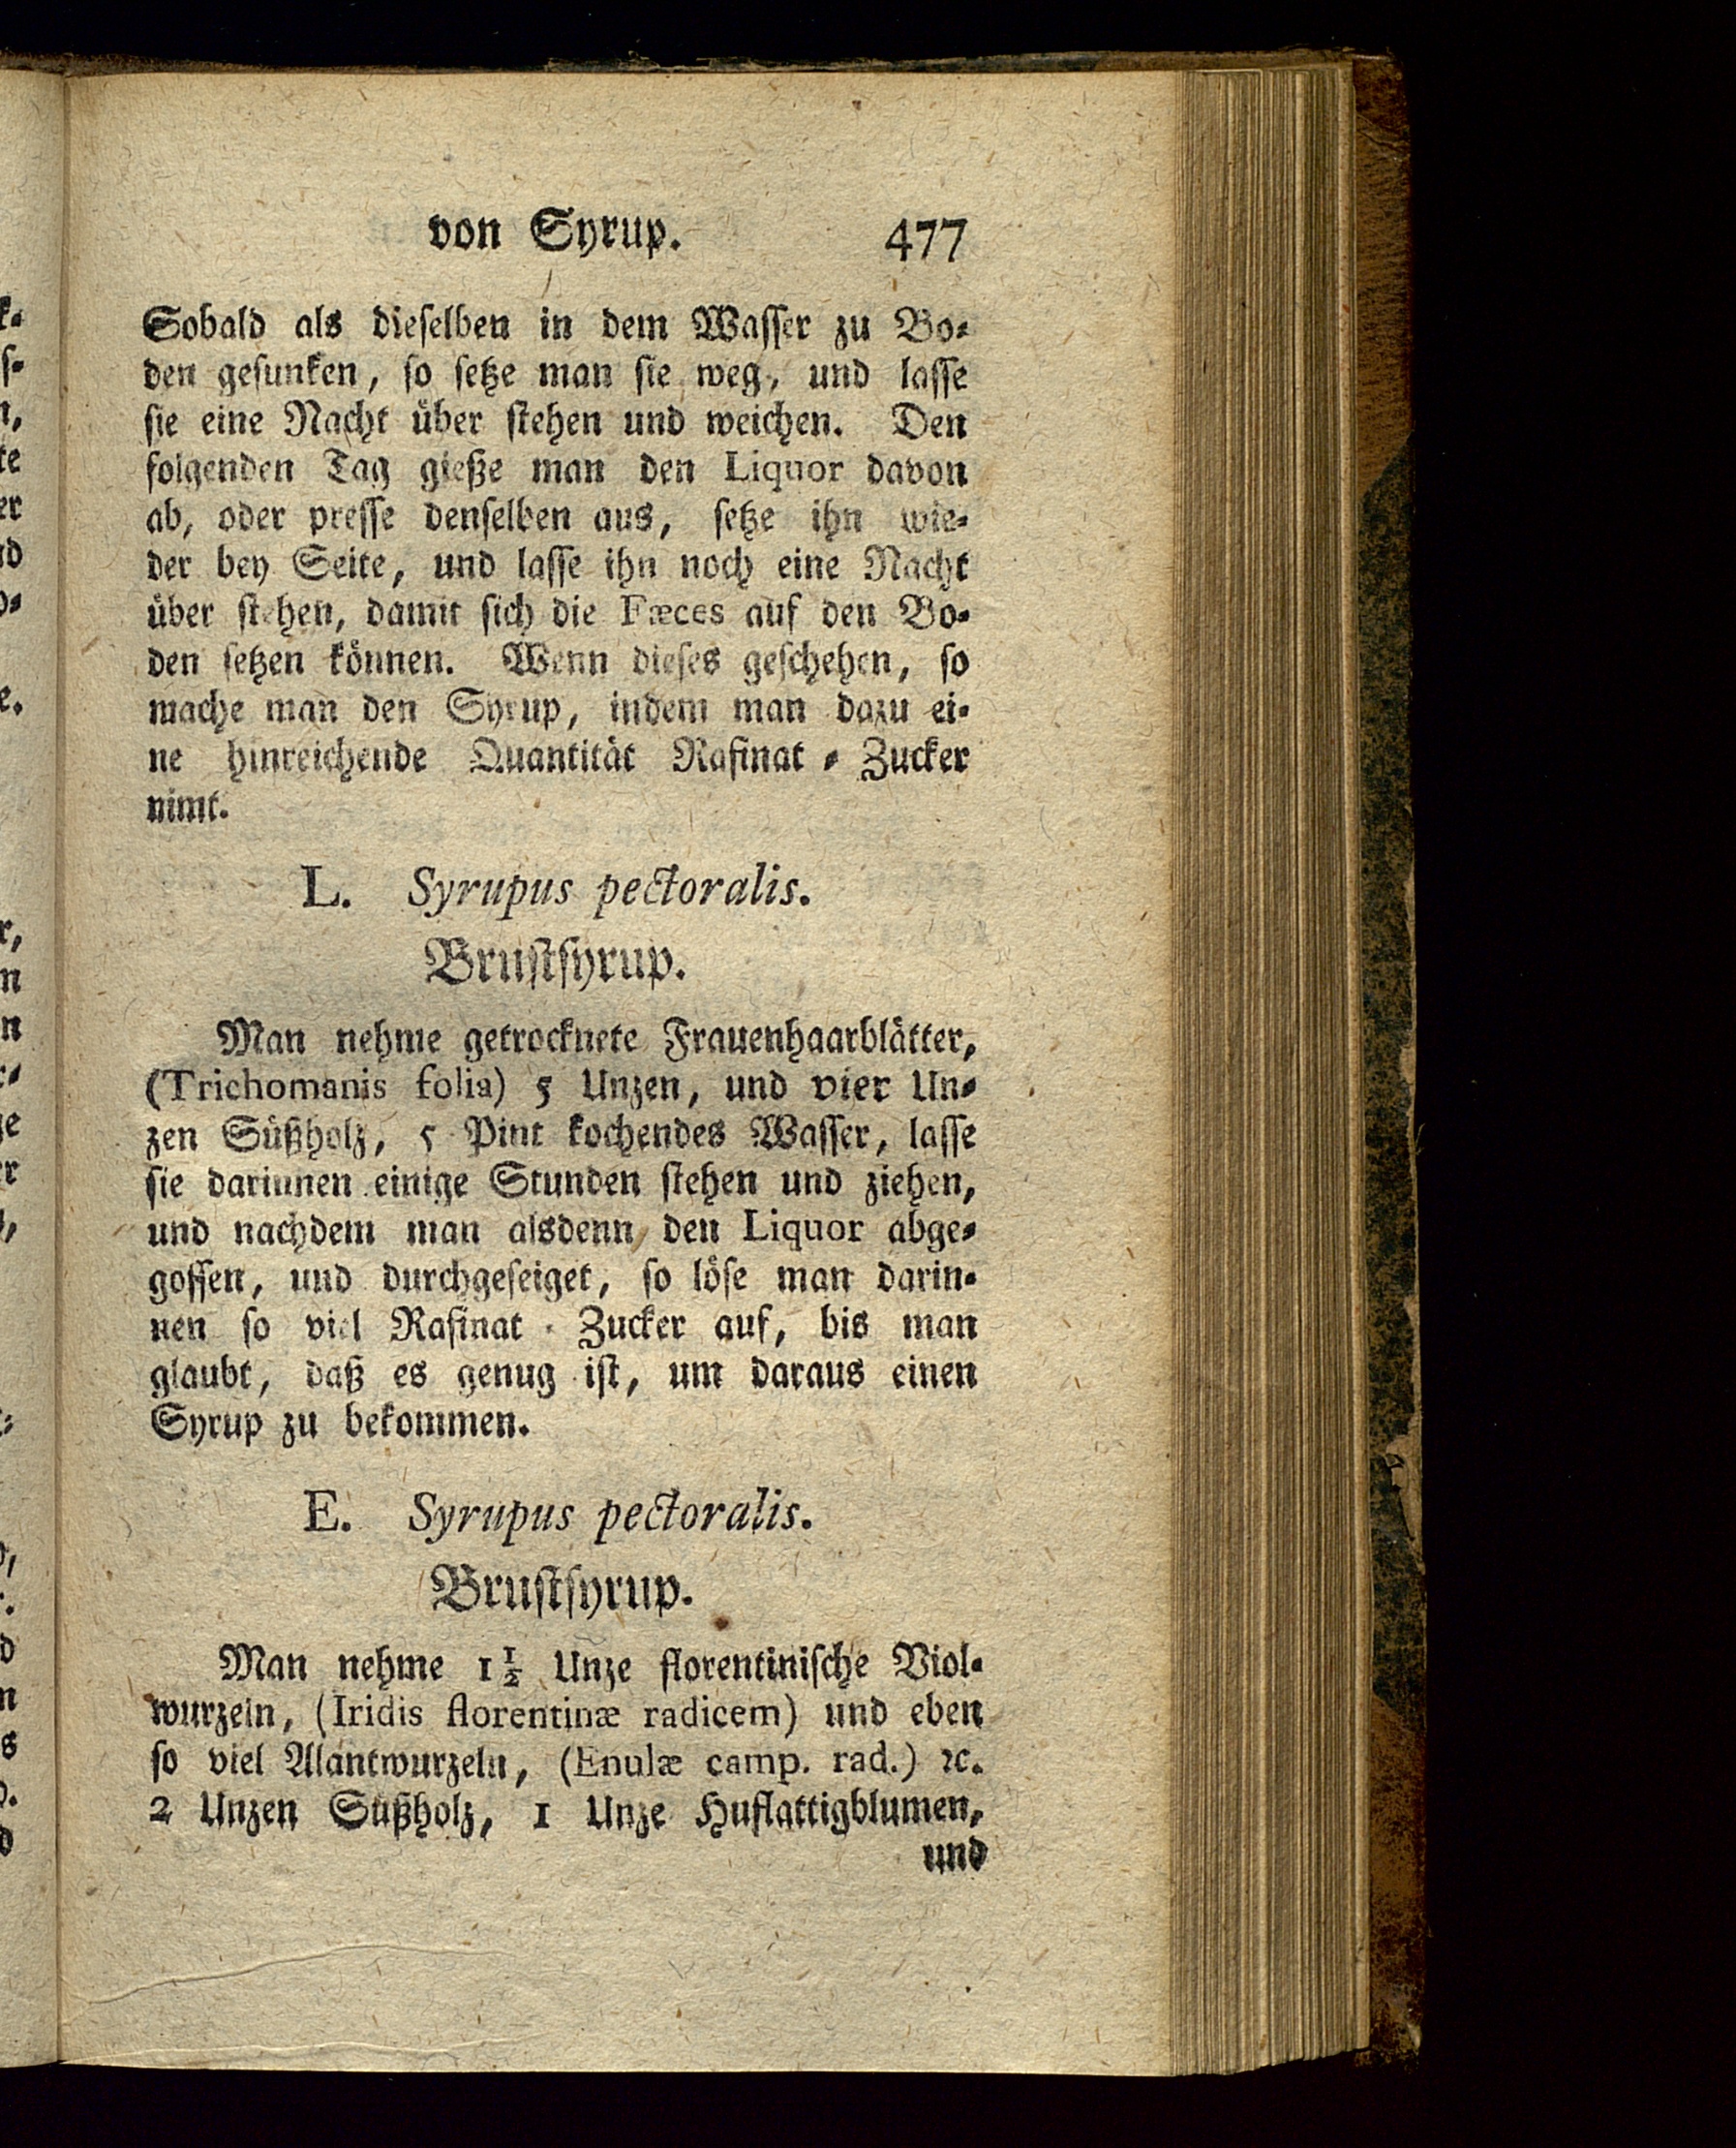 von Syrup. 477
Sobald als dieselben in dem Wasser zu Bo-
den gesunken, so setze man sie weg, und lasse
sie eine Nacht über stehen und weichen. Den
folgenden Tag gieße man den Liquor davon
ab, oder presse denselben aus, setze ihn wie-
der bey Seite, und lasse ihn noch eine Nacht
über stehen, damit sich die Fæces auf den Bo-
den setzen können. Wenn dieses geschehen, so
mache man den Syrup, indem man dazu ei-
ne hinreichende Quantität Rafinat - Zucker
nimt.
L. Syrupus pectoralis.
Brustsyrup.
Man nehme getrocknete Frauenhaarblätter,
(Trichomanis folia) 5 Unzen, und vier Un-
zen Süßholz, 5 Pint kochendes Wasser, lasse
sie darinnen einige Stunden stehen und ziehen,
und nachdem man alsdenn den Liquor abge-
gossen, und durchgeseiget, so löse man darin-
nen so viel Rafinat - Zucker auf, bis man
glaubt, daß es genug ist, um daraus einen
Syrup zu bekommen.
E. Syrupus pectoralis.
Brustsyrup.
Man nehme 1½ Unze florentinische Viol-
wurzeln, (Iridis florentinæ radicem) und eben
so viel Alantwurzeln, (Enulæ camp. rad.) ꝛc.
2 Unzen Süßholz, 1 Unze Huflattigblumen,
und